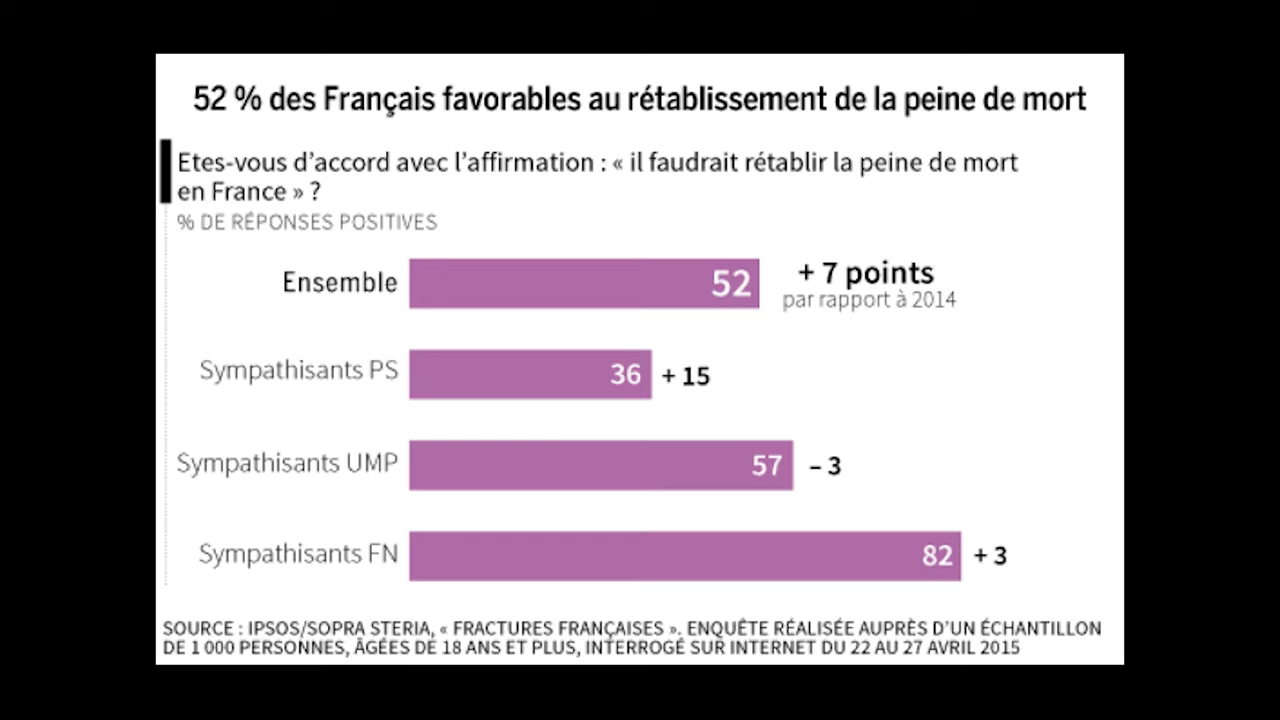 52 % des Français favorables au rétablissement de la peine de mort
Etes-vous d’accord avec l’affirmation : « il faudrait rétablir la peine de mort
en France » ?
% DE RÉPONSES POSITIVES
Ensemble 52 + 7 points
par rapport à 2014
Sympathisants PS 36 + 15
Sympathisants UMP 57 – 3
Sympathisants FN 82 + 3
SOURCE : IPSOS/SOPRA STERIA, « FRACTURES FRANÇAISES ». ENQUÊTE RÉALISÉE AUPRÈS D’UN ÉCHANTILLON
DE 1 000 PERSONNES, ÂGÉES DE 18 ANS ET PLUS, INTERROGÉ SUR INTERNET DU 22 AU 27 AVRIL 2015